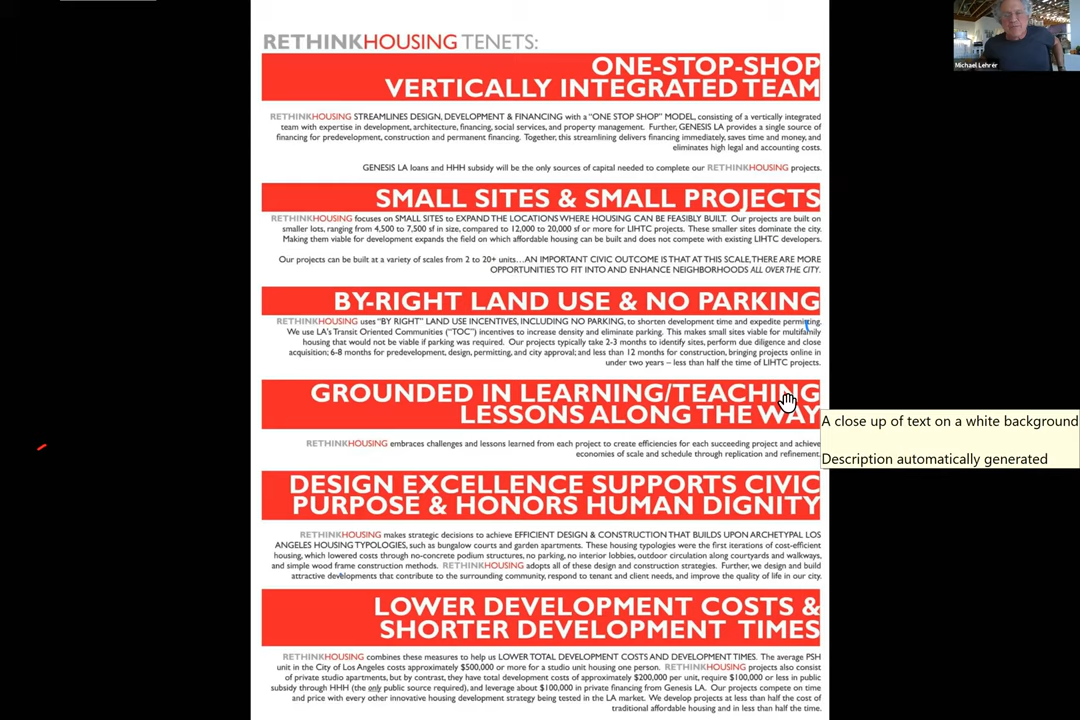 Michael Lehrer
RETHINKHOUSING TENETS:
ONE-STOP-SHOP
VERTICALLY INTEGRATED TEAM
RETHINKHOUSING STREAMLINES DESIGN, DEVELOPMENT & FINANCING with a "ONE STOP SHOP" MODEL, consisting of a vertically integrated
team with expertise in development, architecture, financing, social services, and property management. Further, GENESIS LA provides a single source of
financing for predevelopment, construction and permanent financing. Together, this streamlining delivers financing immediately, saves time and money, and
eliminates high legal and accounting costs.
GENESIS LA loans and HHH subsidy will be the only sources of capital needed to complete our RETHINKHOUSING projects.
SMALL SITES & SMALL PROJECTS
RETHINKHOUSING focuses on SMALL SITES to EXPAND THE LOCATIONS WHERE HOUSING CAN BE FEASIBLY BUILT. Our projects are built on
smaller lots, ranging from 4,500 to 7,500 sf in size, compared to 12,000 to 20,000 sf or more for LIHTC projects. These smaller sites dominate the city.
Making them viable for development expands the field on which affordable housing can be built and does not compete with existing LIHTC developers.
Our projects can be built at a variety of scales from 2 to 20+ units…AN IMPORTANT CIVIC OUTCOME IS THAT AT THIS SCALE, THERE ARE MORE
OPPORTUNITIES TO FIT INTO AND ENHANCE NEIGHBORHOODS ALL OVER THE CITY.
BY-RIGHT LAND USE & NO PARKING
RETHINKHOUSING uses "BY RIGHT" LAND USE INCENTIVES, INCLUDING NO PARKING, to shorten development time and expedite permitting.
We use LA's Transit Oriented Communities ("TOC") incentives to increase density and eliminate parking. This makes small sites viable for multifamily
housing that would not be viable if parking was required. Our projects typically take 2-3 months to identify sites, perform due diligence and close
acquisition; 6-8 months for predevelopment, design, permitting, and city approval; and less than 12 months for construction, bringing projects online in
under two years – less than half the time of LIHTC projects.
GROUNDED IN LEARNING/TEACHING
LESSONS ALONG THE WAY
RETHINKHOUSING embraces challenges and lessons learned from each project to create efficiencies for each succeeding project and achieve
economies of scale and schedule through replication and refinement.
A close up of text on a white background
Description automatically generated
DESIGN EXCELLENCE SUPPORTS CIVIC
PURPOSE & HONORS HUMAN DIGNITY
RETHINKHOUSING makes strategic decisions to achieve EFFICIENT DESIGN & CONSTRUCTION THAT BUILDS UPON ARCHETYPAL LOS
ANGELES HOUSING TYPOLOGIES, such as bungalow courts and garden apartments. These housing typologies were the first iterations of cost-efficient
housing, which lowered costs through no-concrete podium structures, no parking, no interior lobbies, outdoor circulation along courtyards and walkways,
and simple wood frame construction methods. RETHINKHOUSING adopts all of these design and construction strategies. Further, we design and build
attractive developments that contribute to the surrounding community, respond to tenant and client needs, and improve the quality of life in our city.
LOWER DEVELOPMENT COSTS &
SHORTER DEVELOPMENT TIMES
RETHINKHOUSING combines these measures to help us LOWER TOTAL DEVELOPMENT COSTS AND DEVELOPMENT TIMES. The average PSH
unit in the City of Los Angeles costs approximately $500,000 or more for a studio unit housing one person. RETHINKHOUSING projects also consist
of private studio apartments, but by contrast, they have total development costs of approximately $200,000 per unit, require $100,000 or less in public
subsidy through HHH (the only public source required), and leverage about $100,000 in private financing from Genesis LA. Our projects compete on time
and price with every other innovative housing development strategy being tested in the LA market. We develop projects at less than half the cost of
traditional affordable housing and in less than half the time.